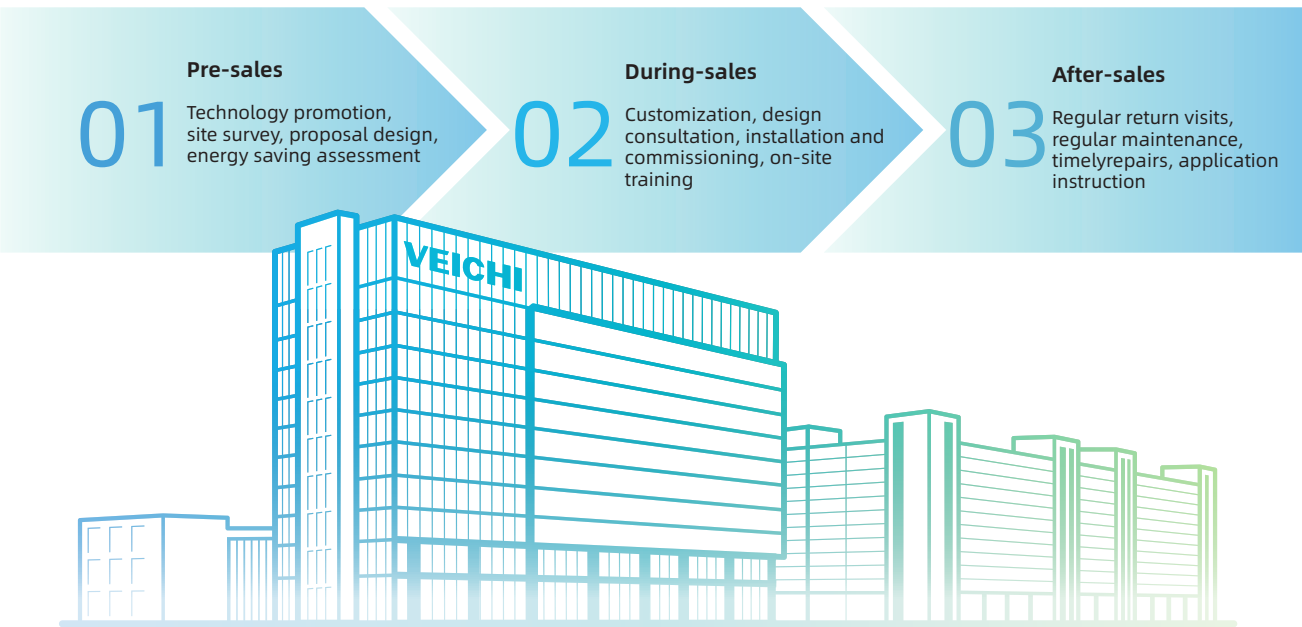 Pre-sales
01
Technology promotion,
site survey, proposal design,
energy saving assessment
During-sales
02
Customization, design
consultation, installation and
commissioning, on-site
training
After-sales
03
Regular return visits,
regular maintenance,
timelyrepairs, application
instruction
VEICHI